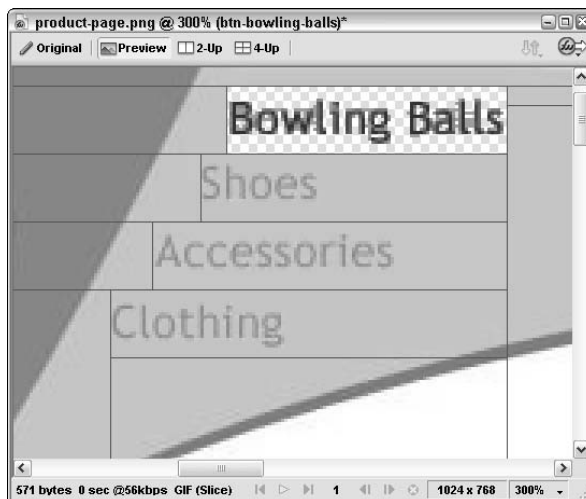 product-page.png @ 300% (btn-bowling-balls)*
Original Preview 2-Up 4-Up
Bowling Balls
Shoes
Accessories
Clothing
571 bytes 0 sec @56kbps GIF (Slice) 1 1024 x 768 300%